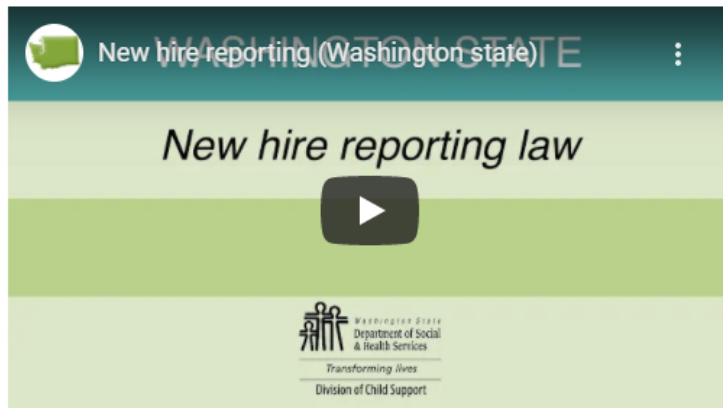 WASHINGTON STATE
New hire reporting (Washington state)
New hire reporting law
Washington State
Department of Social
& Health Services
Transforming lives
Division of Child Support